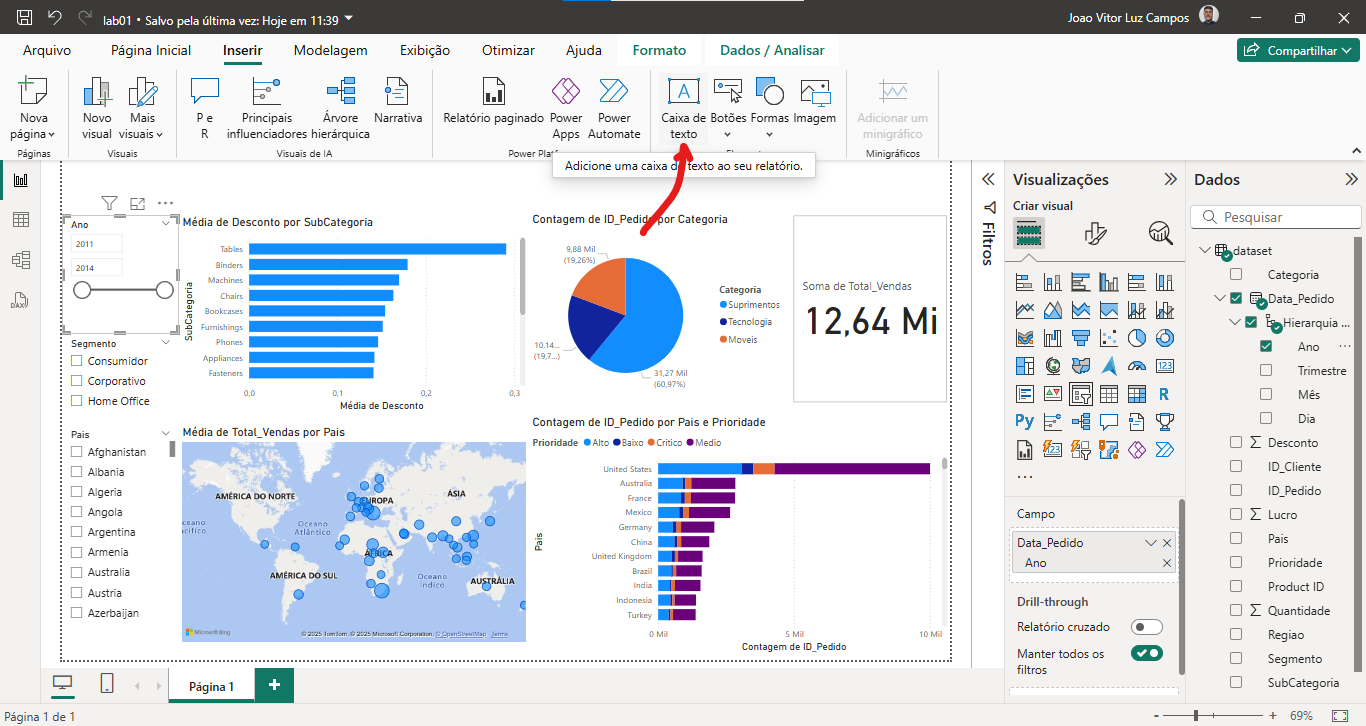 lab01 • Salvo pela última vez: Hoje em 11:39
Joao Vitor Luz Campos
Arquivo
Página Inicial
Inserir
Modelagem
Exibição
Otimizar
Ajuda
Formato
Dados / Analisar
Compartilhar
Nova página
Novo visual
Mais visuais
P e R
Principais influenciadores
Árvore hierárquica
Narrativa
Relatório paginado
Power Apps
Power Automate
Caixa de texto
Botões
Formas
Imagem
Adicionar um minigráfico
Páginas
Visuais
Visuais de IA
Minigráficos
Adicione uma caixa de texto ao seu relatório.
Ano
2011
2014
Segmento
Consumidor
Corporativo
Home Office
Pais
Afghanistan
Albania
Algeria
Angola
Argentina
Armenia
Australia
Austria
Azerbaijan
Média de Desconto por SubCategoria
SubCategoria
Tables
Binders
Machines
Chairs
Bookcases
Furnishings
Phones
Appliances
Fasteners
0,0
0,1
0,2
0,3
Média de Desconto
Contagem de ID_Pedido por Categoria
9,88 Mil
(19,26%)
10,14...
(19,7...)
31,27 Mil
(60,97%)
Categoria
Suprimentos
Tecnologia
Moveis
Soma de Total_Vendas
12,64 Mi
Média de Total_Vendas por Pais
AMÉRICA DO NORTE
EUROPA
ÁSIA
Oceano
Atlântico
ÁFRICA
AMÉRICA DO SUL
Oceano
Índico
AUSTRÁLIA
Microsoft Bing
© 2025 TomTom, © 2025 Microsoft Corporation, © OpenStreetMap Terms
Contagem de ID_Pedido por Pais e Prioridade
Prioridade
Alto
Baixo
Critico
Medio
Pais
United States
Australia
France
Mexico
Germany
China
United Kingdom
Brazil
India
Indonesia
Turkey
0 Mil
5 Mil
10 Mil
Contagem de ID_Pedido
Filtros
Visualizações
Criar visual
Campo
Data_Pedido
Ano
Drill-through
Relatório cruzado
Manter todos os
filtros
Dados
Pesquisar
dataset
Categoria
Data_Pedido
Hierarquia ...
Ano
Trimestre
Mês
Dia
Desconto
ID_Cliente
ID_Pedido
Lucro
Pais
Prioridade
Product ID
Quantidade
Regiao
Segmento
SubCategoria
Página 1
Página 1 de 1
69%